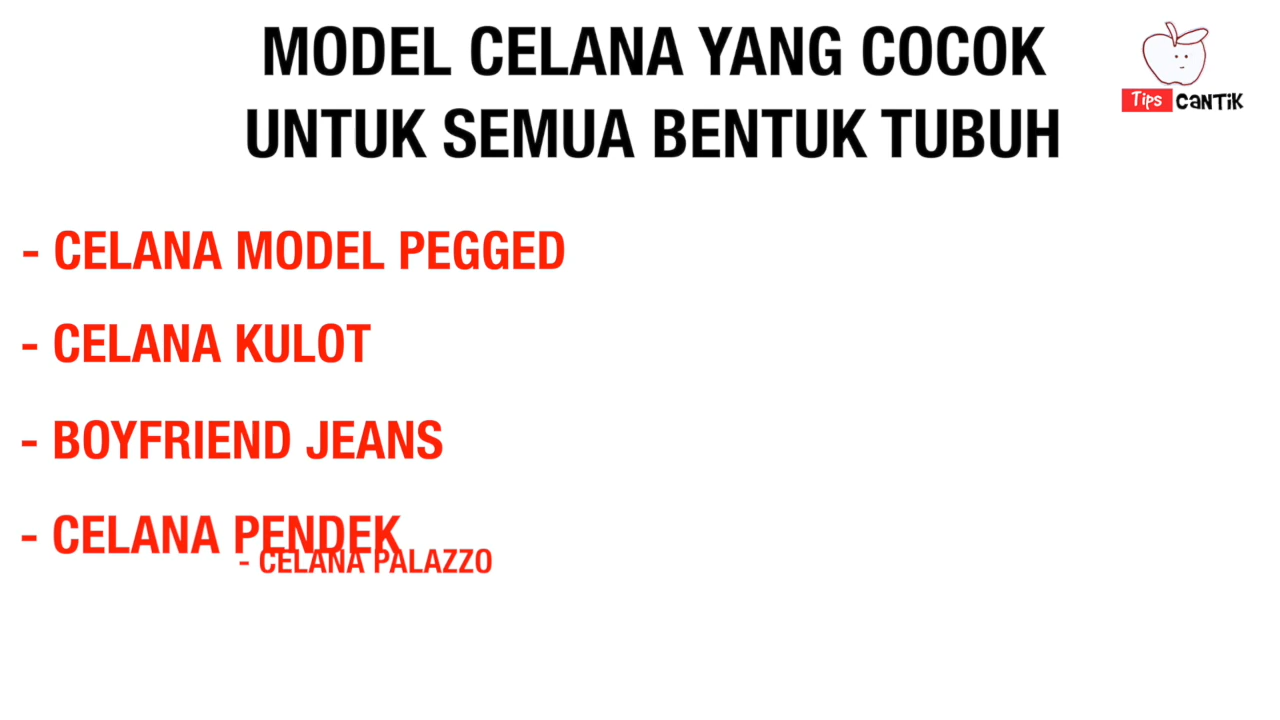 MODEL CELANA YANG COCOK
UNTUK SEMUA BENTUK TUBUH
Tips CANTIK
- CELANA MODEL PEGGED
- CELANA KULOT
- BOYFRIEND JEANS
- CELANA PENDEK
- CELANA PALAZZO